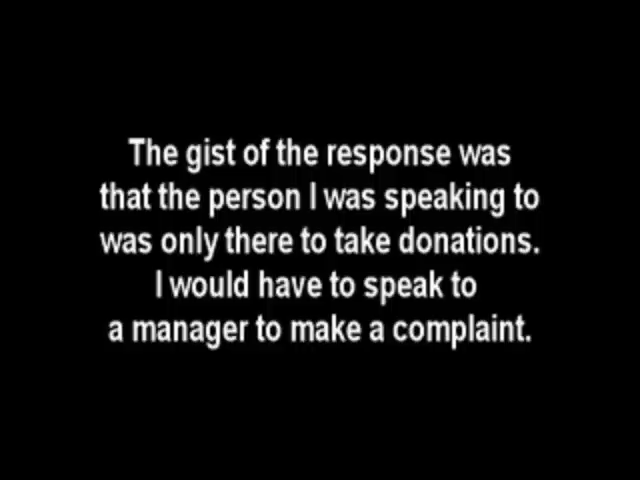 The gist of the response was
that the person I was speaking to
was only there to take donations.
I would have to speak to
a manager to make a complaint.